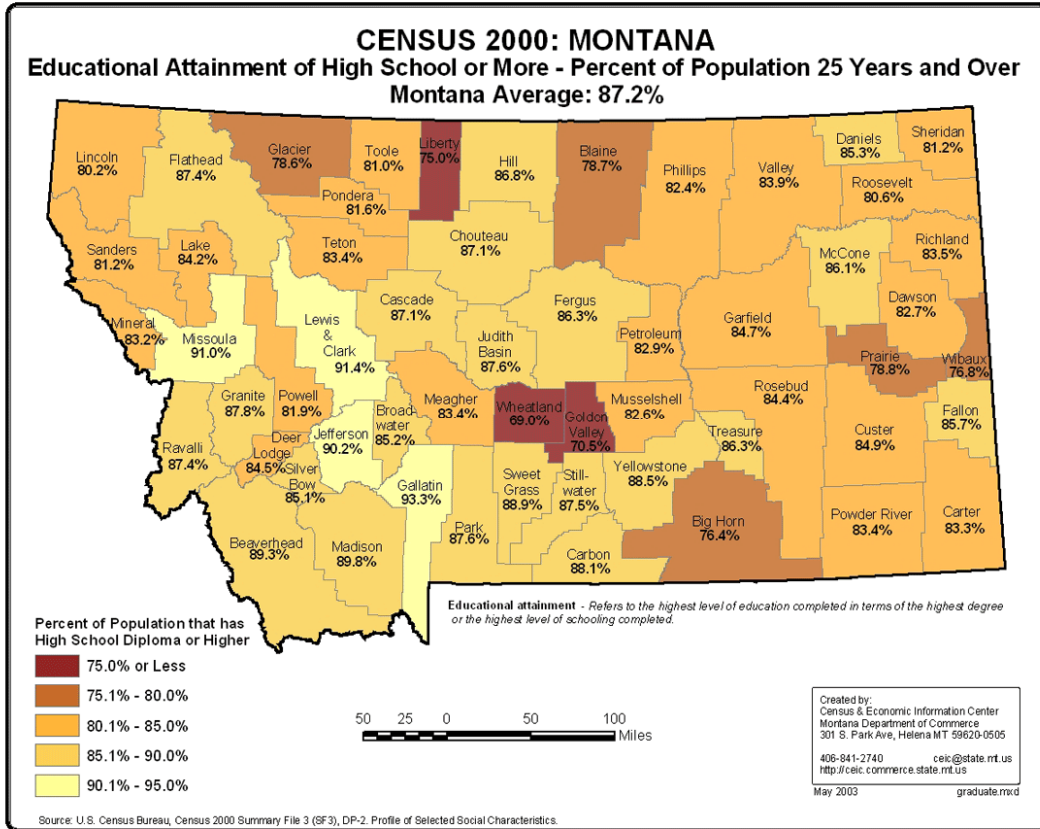 CENSUS 2000: MONTANA
Educational Attainment of High School or More - Percent of Population 25 Years and Over
Montana Average: 87.2%
Lincoln
80.2%
Flathead
87.4%
Glacier
78.6%
Toole
81.0%
Liberty
75.0%
Hill
86.8%
Blaine
78.7%
Phillips
82.4%
Valley
83.9%
Daniels
85.3%
Sheridan
81.2%
Roosevelt
80.6%
Pondera
81.6%
Teton
83.4%
Chouteau
87.1%
Sanders
81.2%
Lake
84.2%
McCone
86.1%
Richland
83.5%
Dawson
82.7%
Mineral
83.2%
Missoula
91.0%
Lewis
&
Clark
91.4%
Cascade
87.1%
Judith
Basin
87.6%
Fergus
86.3%
Petroleum
82.9%
Garfield
84.7%
Prairie
78.8%
Wibaux
76.8%
Granite
87.8%
Powell
81.9%
Meagher
83.4%
Broad-
water
85.2%
Wheatland
69.0%
Goldon
Valley
70.5%
Musselshell
82.6%
Rosebud
84.4%
Treasure
86.3%
Custer
84.9%
Fallon
85.7%
Ravalli
87.4%
Deer
Lodge
84.5%
Silver
Bow
85.1%
Jefferson
90.2%
Gallatin
93.3%
Park
87.6%
Sweet
Grass
88.9%
Still-
water
87.5%
Yellowstone
88.5%
Big Horn
76.4%
Powder River
83.4%
Carter
83.3%
Beaverhead
89.3%
Madison
89.8%
Carbon
88.1%
Educational attainment - Refers to the highest level of education completed in terms of the highest degree
or the highest level of schooling completed.
Percent of Population that has
High School Diploma or Higher
75.0% or Less
75.1% - 80.0%
80.1% - 85.0%
85.1% - 90.0%
90.1% - 95.0%
50 25 0 50 100
Miles
Created by:
Census & Economic Information Center
Montana Department of Commerce
301 S. Park Ave, Helena MT 59620-0505
406-841-2740 ceic@state.mt.us
http://ceic.commerce.state.mt.us
May 2003 graduate.mxd
Source: U.S. Census Bureau, Census 2000 Summary File 3 (SF3), DP-2. Profile of Selected Social Characteristics.